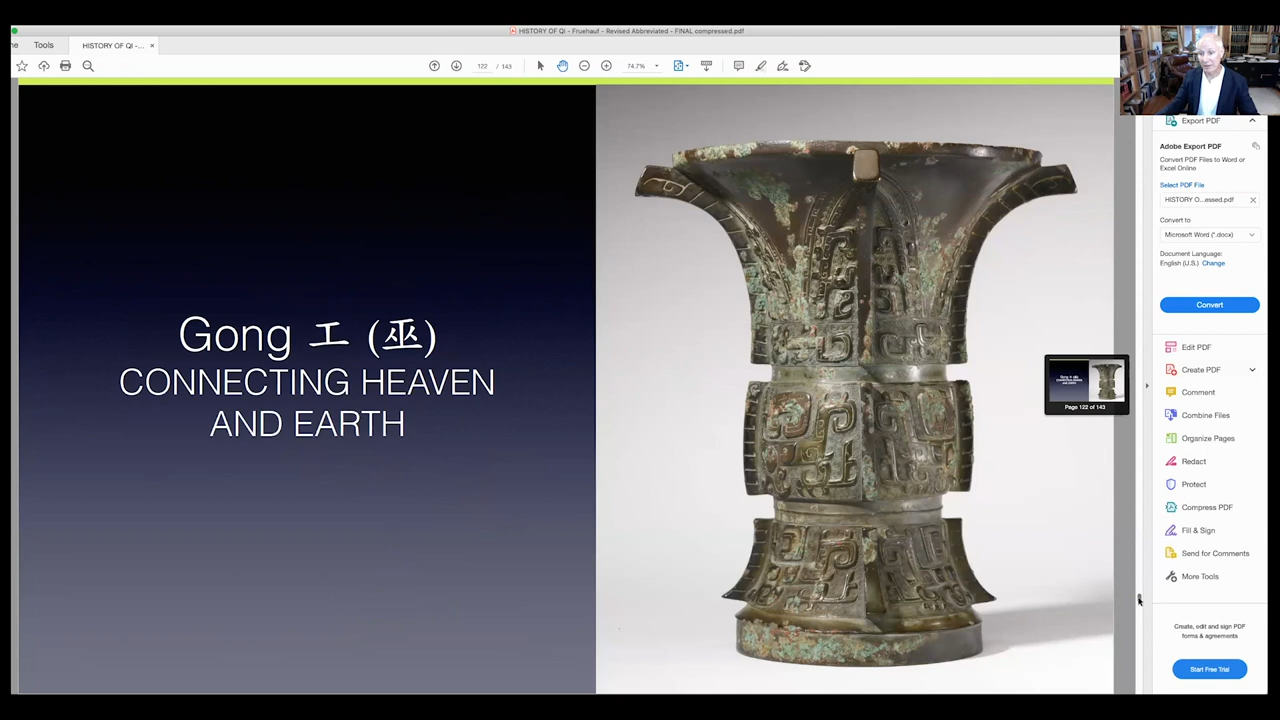 HISTORY OF QI - Fruehauf - Revised Abbreviated - FINAL compressed.pdf
Tools
HISTORY OF QI -... ×
122 / 143
74.7%
Gong 工 (巫)
CONNECTING HEAVEN
AND EARTH
Page 122 of 143
Export PDF
Adobe Export PDF
Convert PDF Files to Word or
Excel Online
Select PDF File
HISTORY O...essed.pdf
Convert to
Microsoft Word (*.docx)
Document Language:
English (U.S.) Change
Convert
Edit PDF
Create PDF
Comment
Combine Files
Organize Pages
Redact
Protect
Compress PDF
Fill & Sign
Send for Comments
More Tools
Create, edit and sign PDF
forms & agreements
Start Free Trial